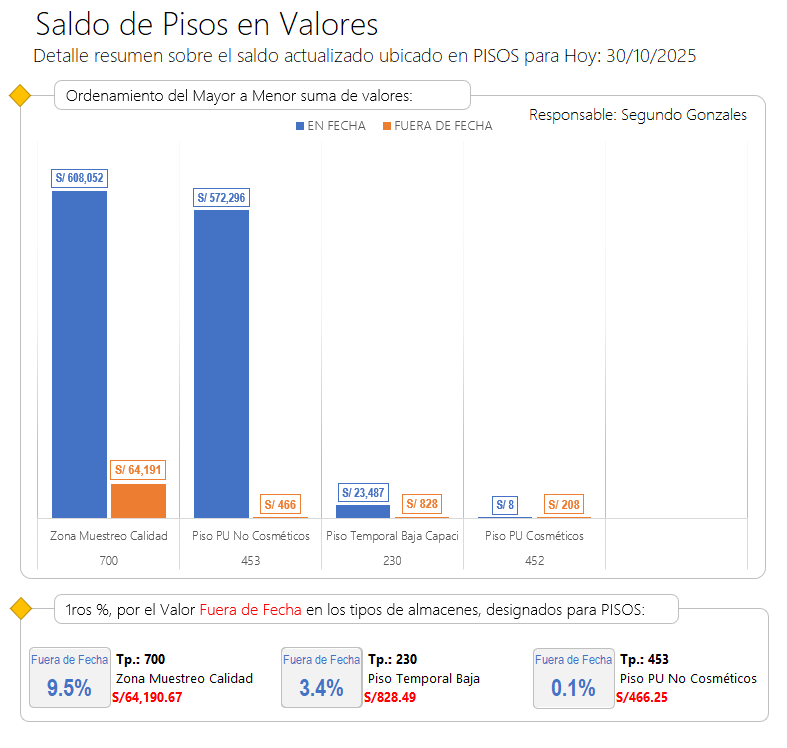 Saldo de Pisos en Valores
Detalle resumen sobre el saldo actualizado ubicado en PISOS para Hoy: 30/10/2025
Ordenamiento del Mayor a Menor suma de valores:
Responsable: Segundo Gonzales
EN FECHA FUERA DE FECHA
S/ 608,052
S/ 572,296
S/ 64,191
S/ 466
S/ 23,487
S/ 828
S/ 8
S/ 208
Zona Muestreo Calidad Piso PU No Cosméticos Piso Temporal Baja Capaci Piso PU Cosméticos
700 453 230 452
1ros %, por el Valor Fuera de Fecha en los tipos de almacenes, designados para PISOS:
Fuera de Fecha
9.5%
Tp.: 700
Zona Muestreo Calidad
S/64,190.67
Fuera de Fecha
3.4%
Tp.: 230
Piso Temporal Baja
S/828.49
Fuera de Fecha
0.1%
Tp.: 453
Piso PU No Cosméticos
S/466.25